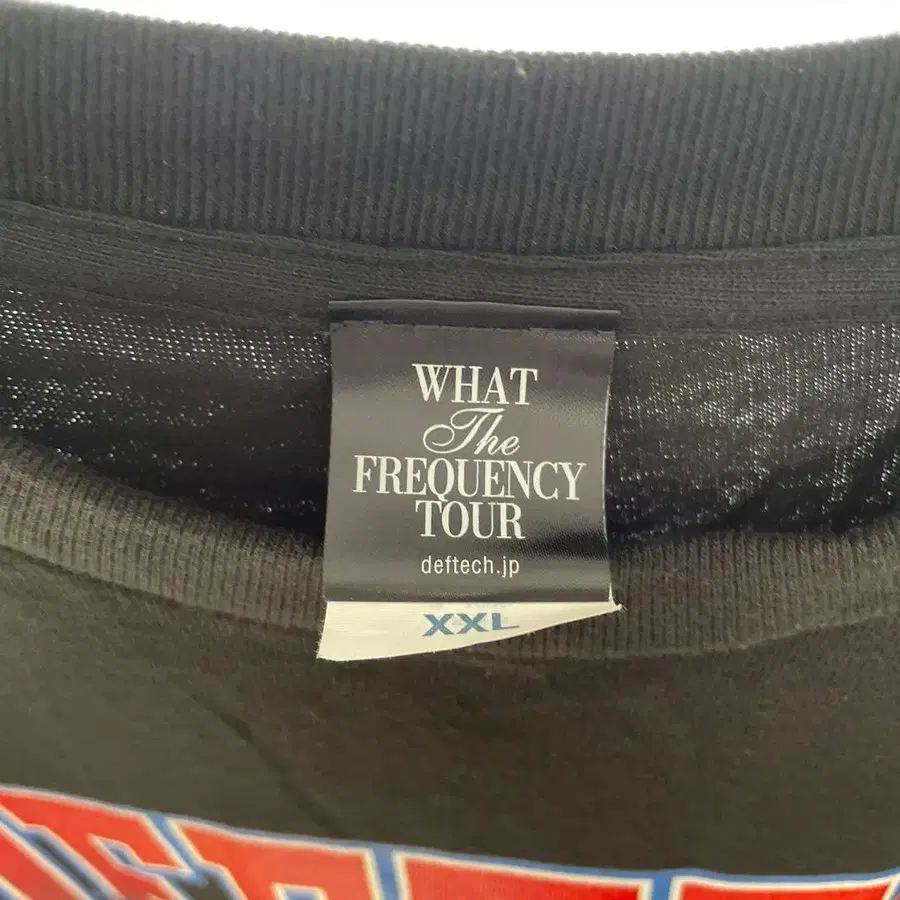 WHAT
The
FREQUENCY
TOUR
deftech.jp
XXL